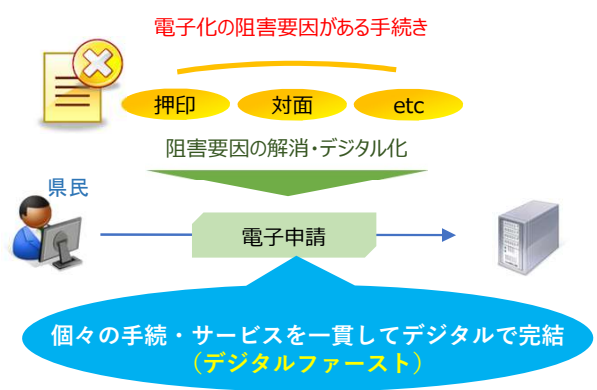 電子化の阻害要因がある手続き
押印 対面 etc
阻害要因の解消・デジタル化
県民
電子申請
個々の手続・サービスを一貫してデジタルで完結
（デジタルファースト）